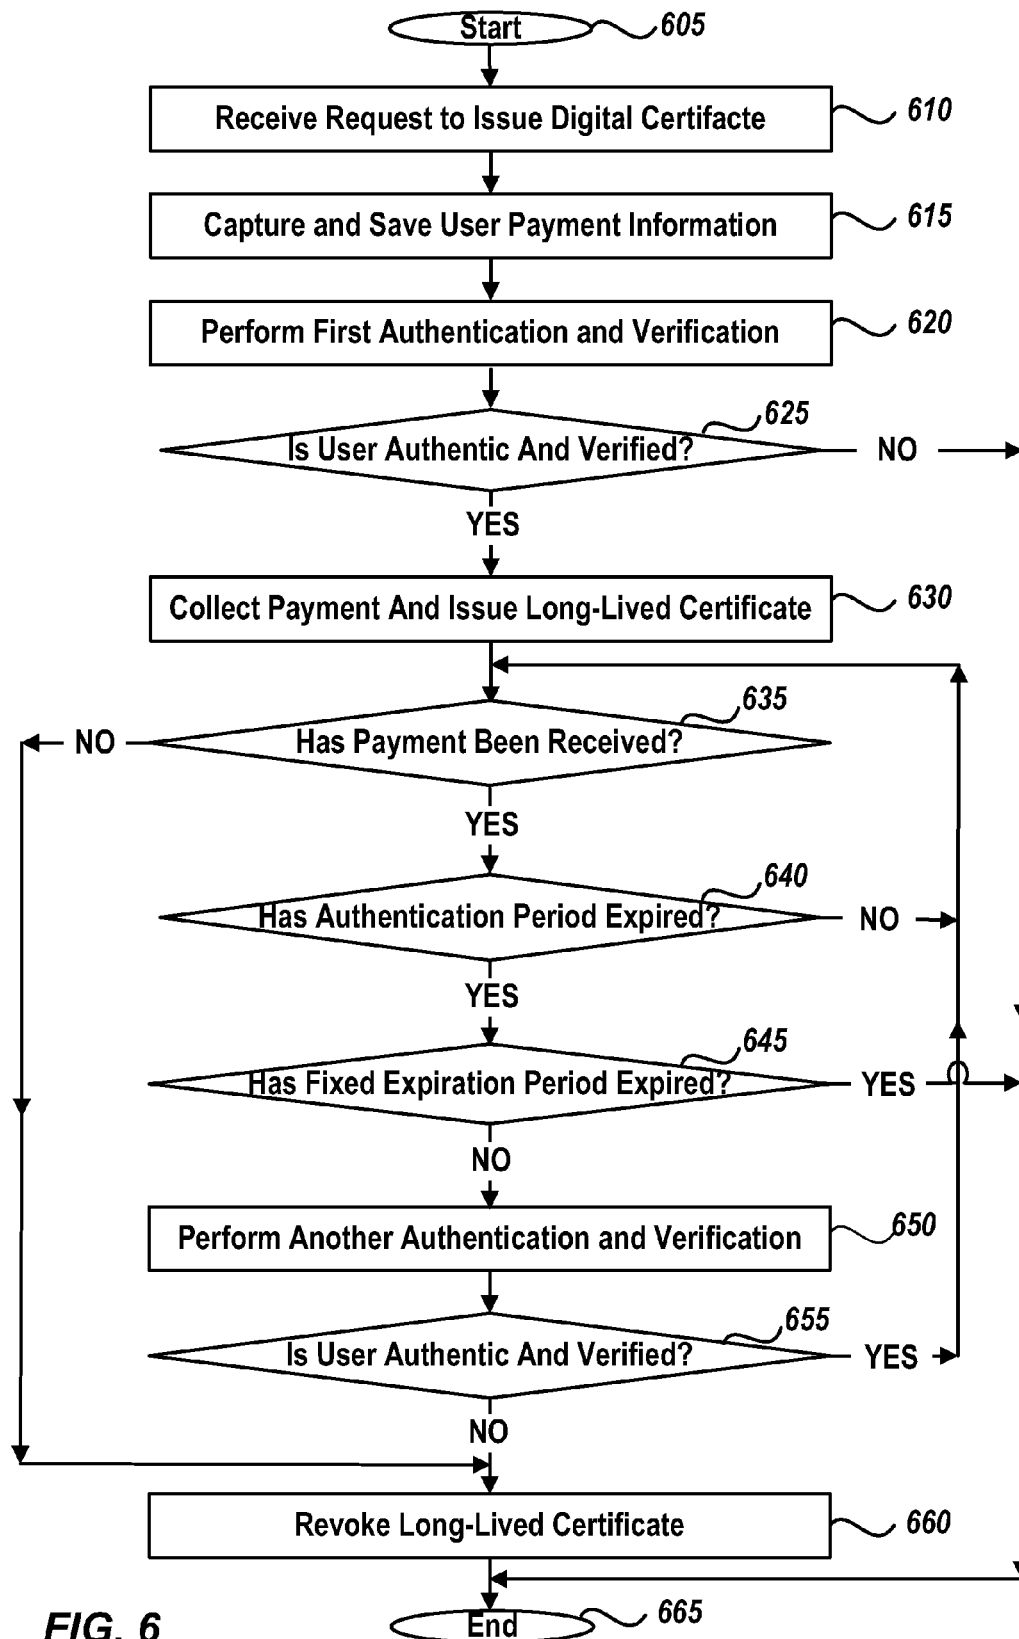 Start 605
Receive Request to Issue Digital Certifacte 610
Capture and Save User Payment Information 615
Perform First Authentication and Verification 620
625
Is User Authentic And Verified? NO
YES
Collect Payment And Issue Long-Lived Certificate 630
635
NO Has Payment Been Received?
YES
640
Has Authentication Period Expired? NO
YES
645
Has Fixed Expiration Period Expired? YES
NO
Perform Another Authentication and Verification 650
655
Is User Authentic And Verified? YES
NO
Revoke Long-Lived Certificate 660
End 665
FIG. 6